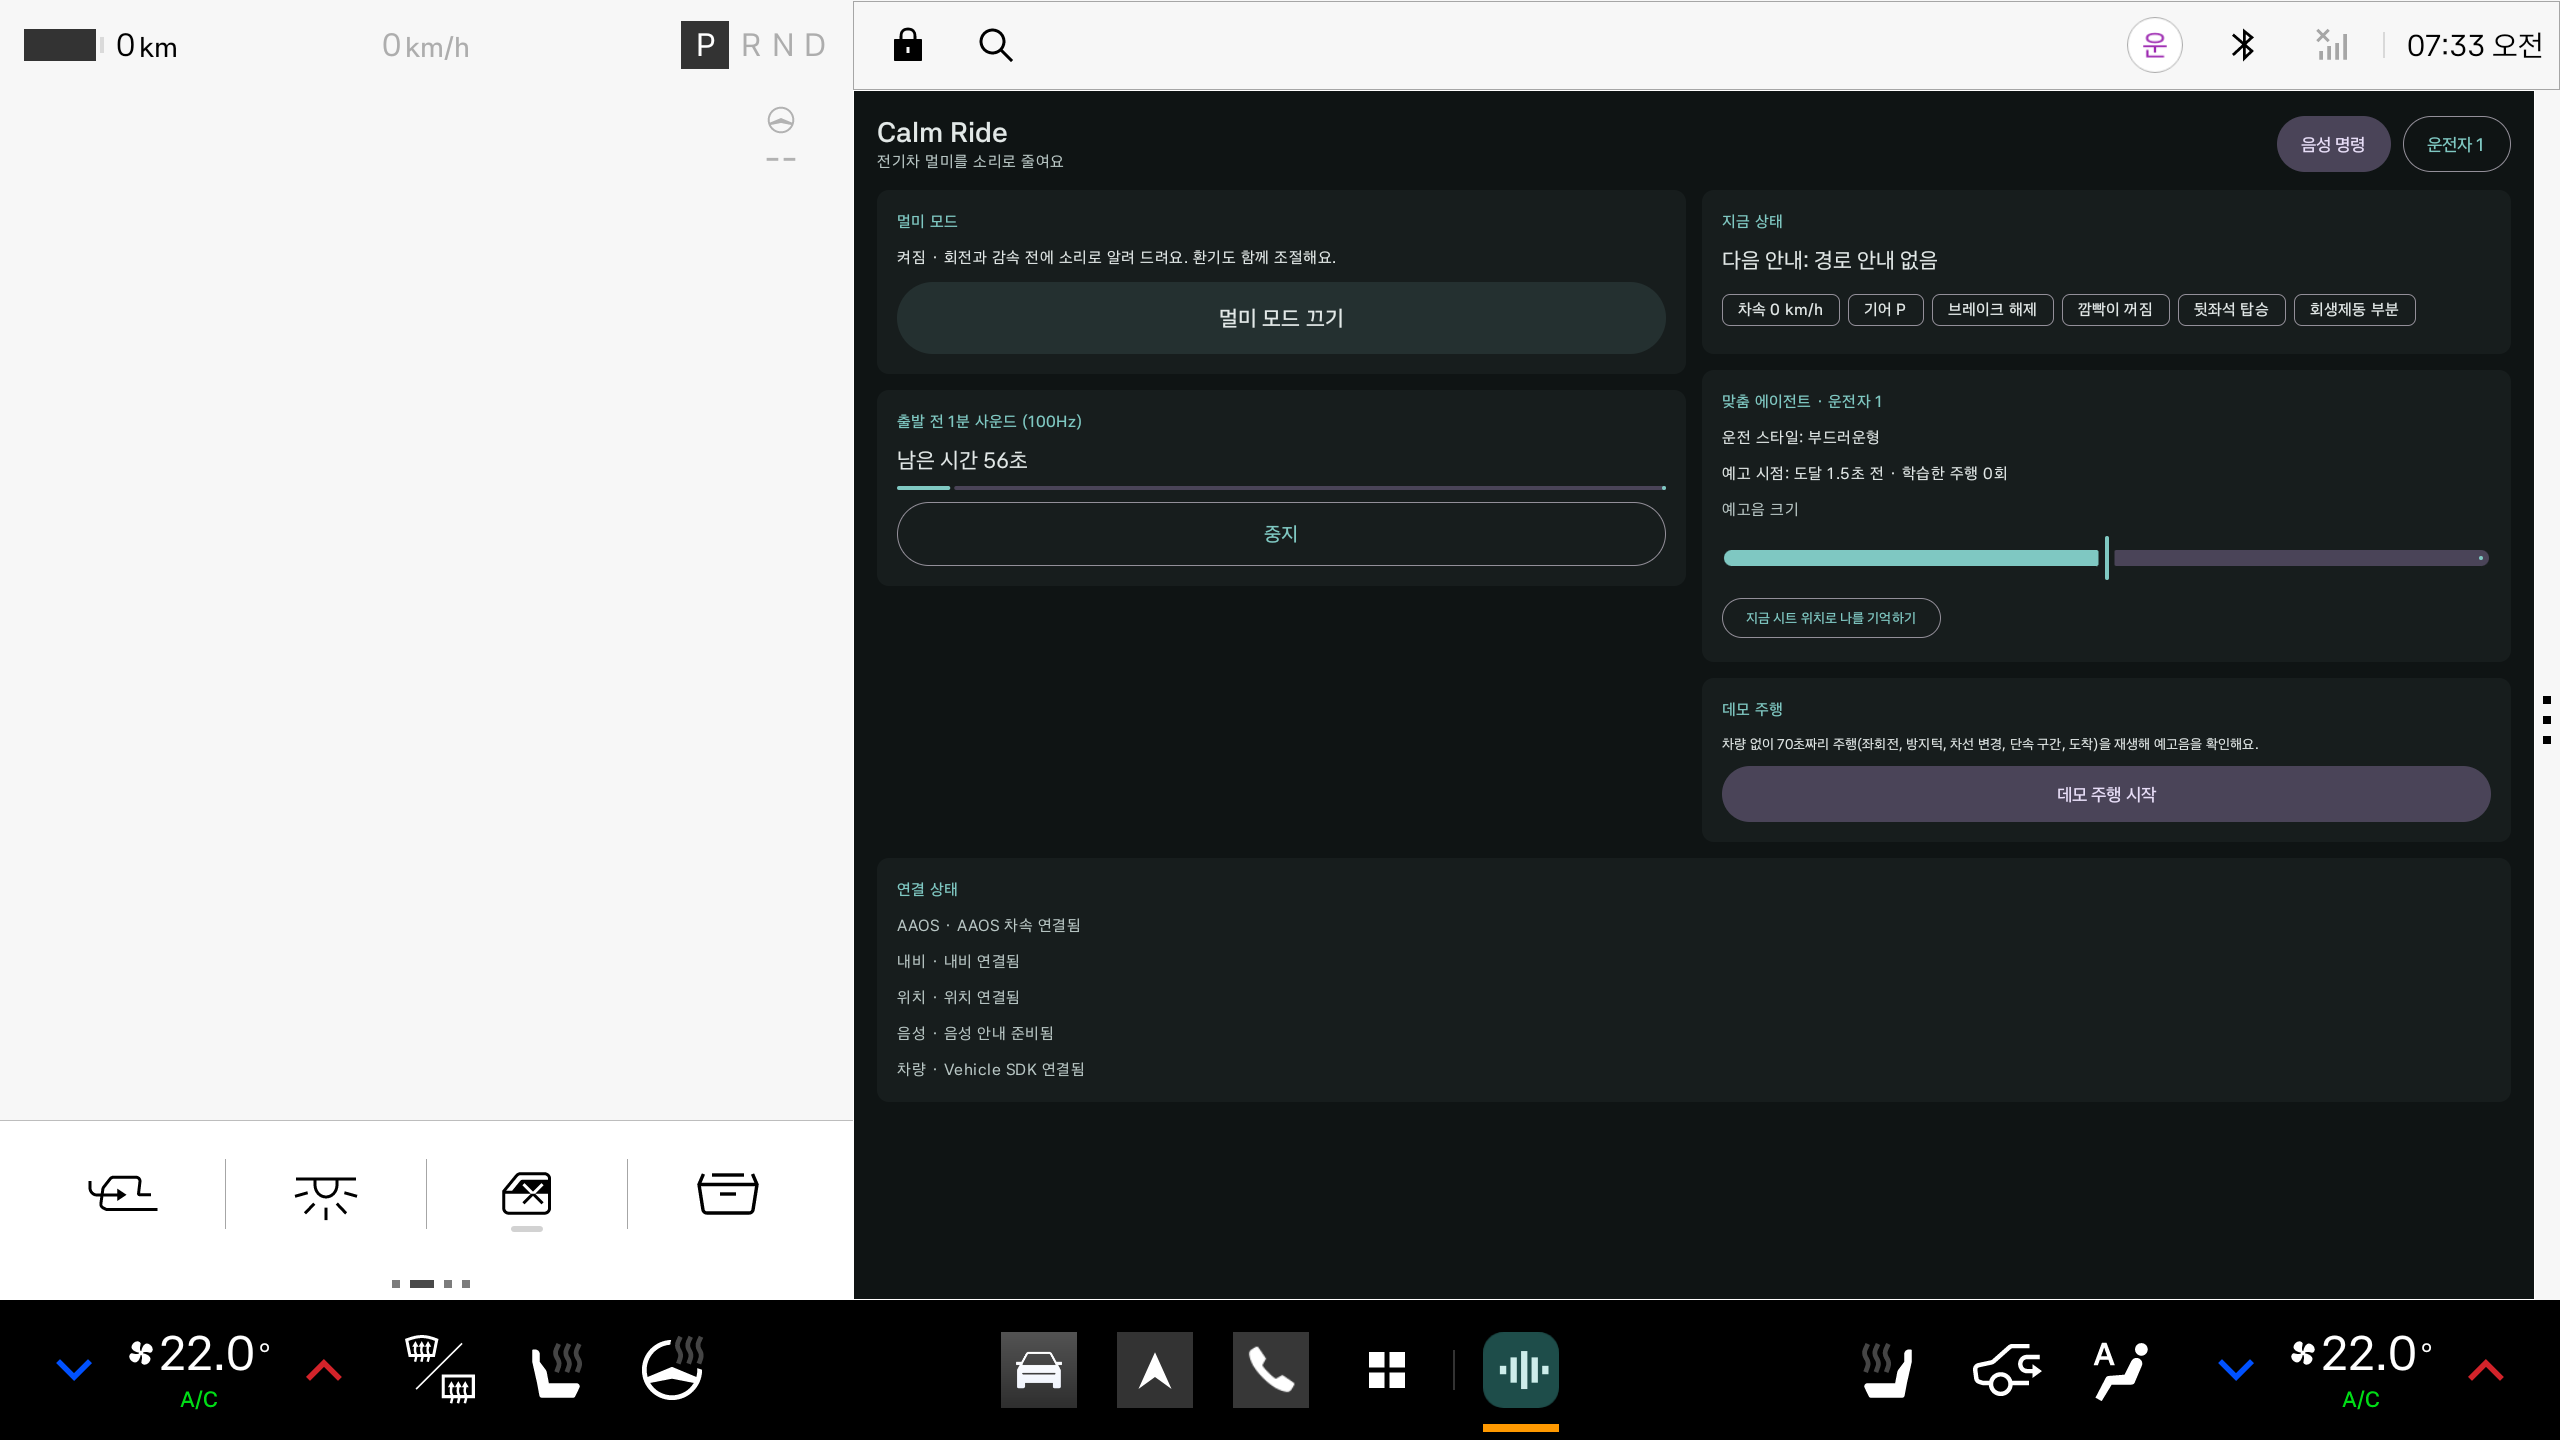 0 km
0 km/h
P R N D
운
07:33 오전
Calm Ride
전기차 멀미를 소리로 줄여요
음성 명령
운전자 1
멀미 모드
켜짐 · 회전과 감속 전에 소리로 알려 드려요. 환기도 함께 조절해요.
멀미 모드 끄기
출발 전 1분 사운드 (100Hz)
남은 시간 56초
중지
지금 상태
다음 안내: 경로 안내 없음
차속 0 km/h
기어 P
브레이크 해제
깜빡이 꺼짐
뒷좌석 탑승
회생제동 부분
맞춤 에이전트 · 운전자 1
운전 스타일: 부드러운형
예고 시점: 도달 1.5초 전 · 학습한 주행 0회
예고음 크기
지금 시트 위치로 나를 기억하기
데모 주행
차량 없이 70초짜리 주행(좌회전, 방지턱, 차선 변경, 단속 구간, 도착)을 재생해 예고음을 확인해요.
데모 주행 시작
연결 상태
AAOS · AAOS 차속 연결됨
내비 · 내비 연결됨
위치 · 위치 연결됨
음성 · 음성 안내 준비됨
차량 · Vehicle SDK 연결됨
22.0°
A/C
A
22.0°
A/C